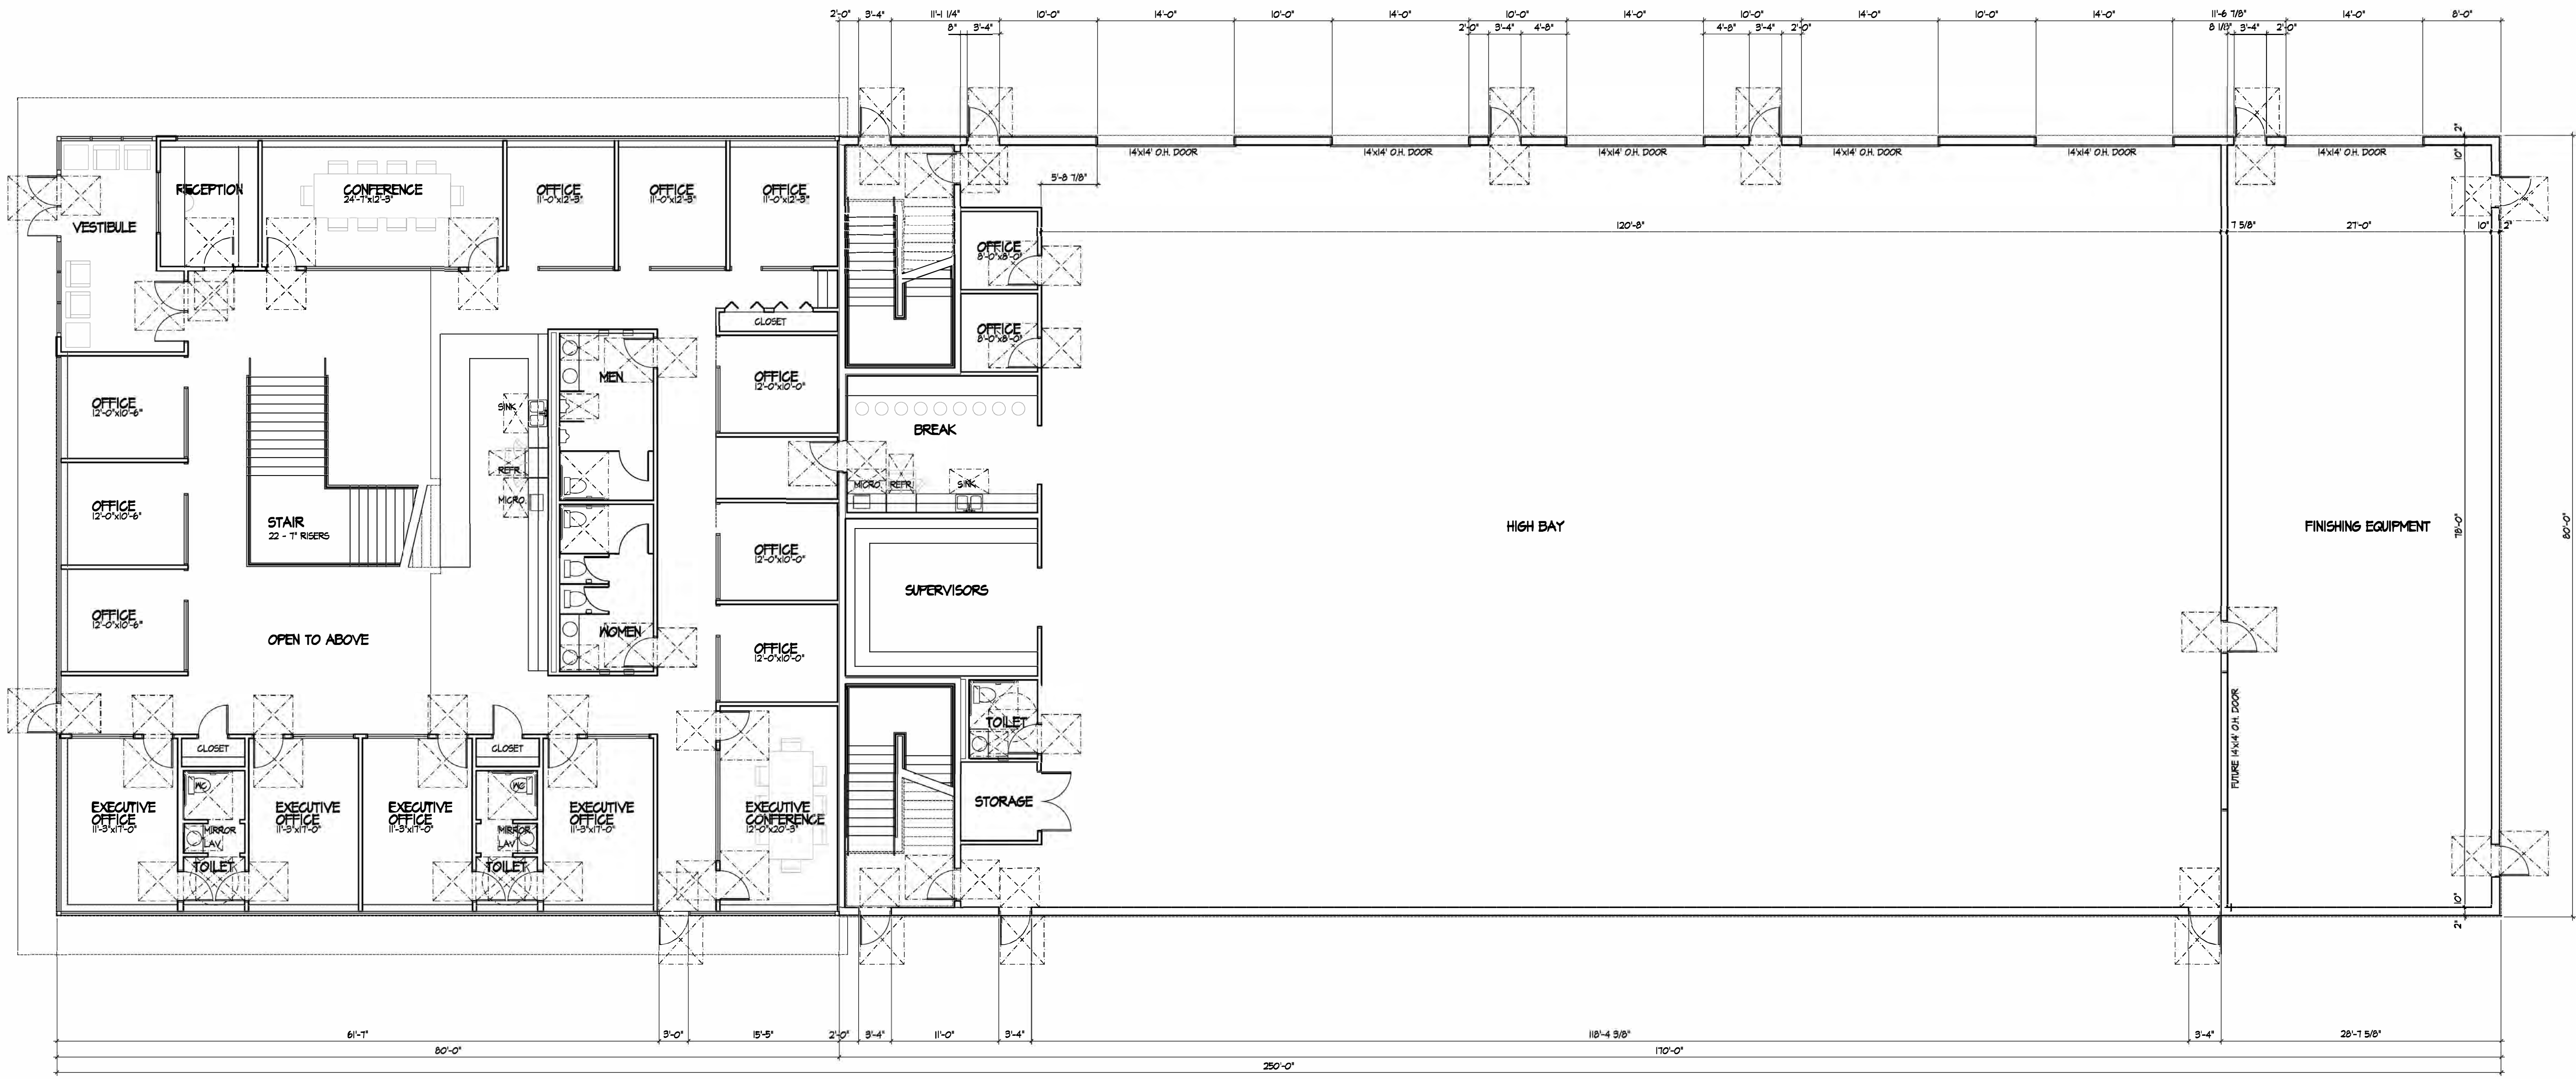 2'-0" 3'-4" 11'-1 1/4" 10'-0" 14'-0" 10'-0" 14'-0" 10'-0" 14'-0" 10'-0" 14'-0" 10'-0" 14'-0" 11'-6 7/8" 14'-0" 8'-0"
8" 3'-4" 2'-0" 3'-4" 4'-8" 4'-8" 3'-4" 2'-0" 8 1/8" 3'-4" 2'-0"
2"
14'x14' O.H. DOOR 14'x14' O.H. DOOR 14'x14' O.H. DOOR 14'x14' O.H. DOOR 14'x14' O.H. DOOR 14'x14' O.H. DOOR
10"
5'-8 7/8"
RECEPTION
CONFERENCE
24'-7"x12'-3"
OFFICE
11'-0"x12'-3"
OFFICE
11'-0"x12'-3"
OFFICE
11'-0"x12'-3"
VESTIBULE
120'-8" 7 5/8" 27'-0" 10" 2"
OFFICE
8'-0"x8'-0"
OFFICE
8'-0"x8'-0"
CLOSET
MEN
OFFICE
12'-0"x10'-0"
OFFICE
12'-0"x10'-6"
SINK
BREAK
REFR.
MICRO.
MICRO. REFR. SINK
OFFICE
12'-0"x10'-6"
STAIR
22 - 7" RISERS
HIGH BAY
FINISHING EQUIPMENT
78'-0"
80'-0"
OFFICE
12'-0"x10'-0"
SUPERVISORS
OFFICE
12'-0"x10'-6"
OPEN TO ABOVE
WOMEN
OFFICE
12'-0"x10'-0"
TOILET
FUTURE 14'x14' O.H. DOOR
CLOSET
CLOSET
WC
WC
STORAGE
EXECUTIVE
OFFICE
11'-3"x17'-0"
EXECUTIVE
OFFICE
11'-3"x17'-0"
EXECUTIVE
OFFICE
11'-3"x17'-0"
EXECUTIVE
OFFICE
11'-3"x17'-0"
EXECUTIVE
CONFERENCE
12'-0"x20'-3"
MIRROR
LAV
MIRROR
LAV
TOILET
TOILET
10"
2"
61'-7" 3'-0" 15'-5" 2'-0" 3'-4" 11'-0" 3'-4" 118'-4 3/8" 3'-4" 28'-7 5/8"
80'-0" 170'-0"
250'-0"